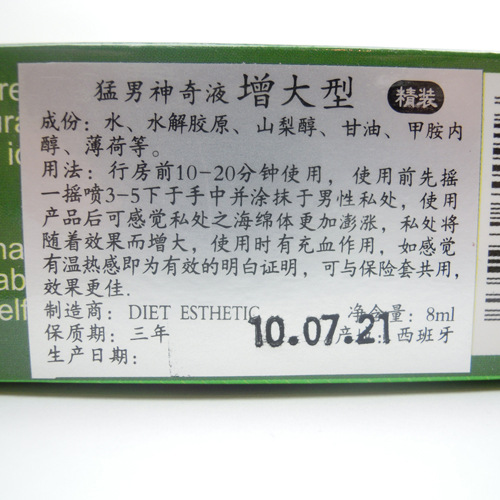 猛男神奇液 增大型 精装
成份：水、水解胶原、山梨醇、甘油、甲胺内
醇、薄荷等。
用法：行房前10-20分钟使用，使用前先摇
一摇喷3-5下于手中并涂抹于男性私处，使用
产品后可感觉私处之海绵体更加膨涨，私处将
随着效果而增大，使用时有充血作用，如感觉
有温热感即为有效的明白证明，可与保险套共用，
效果更佳.
制造商：DIET ESTHETIC 净含量：8ml
保质期：三年 10.07.21 产地：西班牙
生产日期：